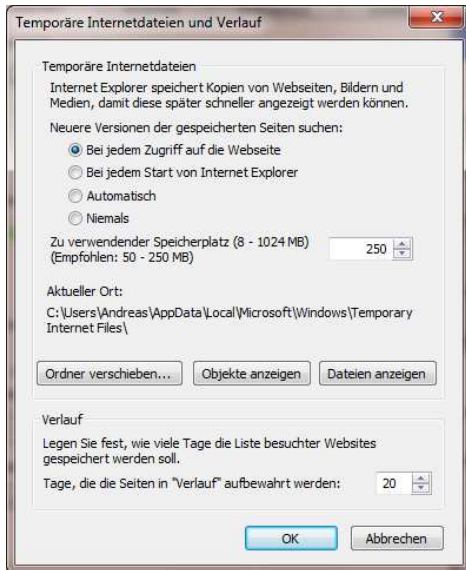 Temporäre Internetdateien und Verlauf
Temporäre Internetdateien
Internet Explorer speichert Kopien von Webseiten, Bildern und
Medien, damit diese später schneller angezeigt werden können.
Neuere Versionen der gespeicherten Seiten suchen:
Bei jedem Zugriff auf die Webseite
Bei jedem Start von Internet Explorer
Automatisch
Niemals
Zu verwendender Speicherplatz (8 - 1024 MB) 250
(Empfohlen: 50 - 250 MB)
Aktueller Ort:
C:\Users\Andreas\AppData\Local\Microsoft\Windows\Temporary
Internet Files\
Ordner verschieben... Objekte anzeigen Dateien anzeigen
Verlauf
Legen Sie fest, wie viele Tage die Liste besuchter Websites
gespeichert werden soll.
Tage, die die Seiten in "Verlauf" aufbewahrt werden: 20
OK Abbrechen